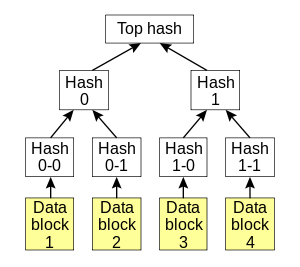 Top hash
Hash
0
Hash
1
Hash
0-0
Hash
0-1
Hash
1-0
Hash
1-1
Data
block
1
Data
block
2
Data
block
3
Data
block
4